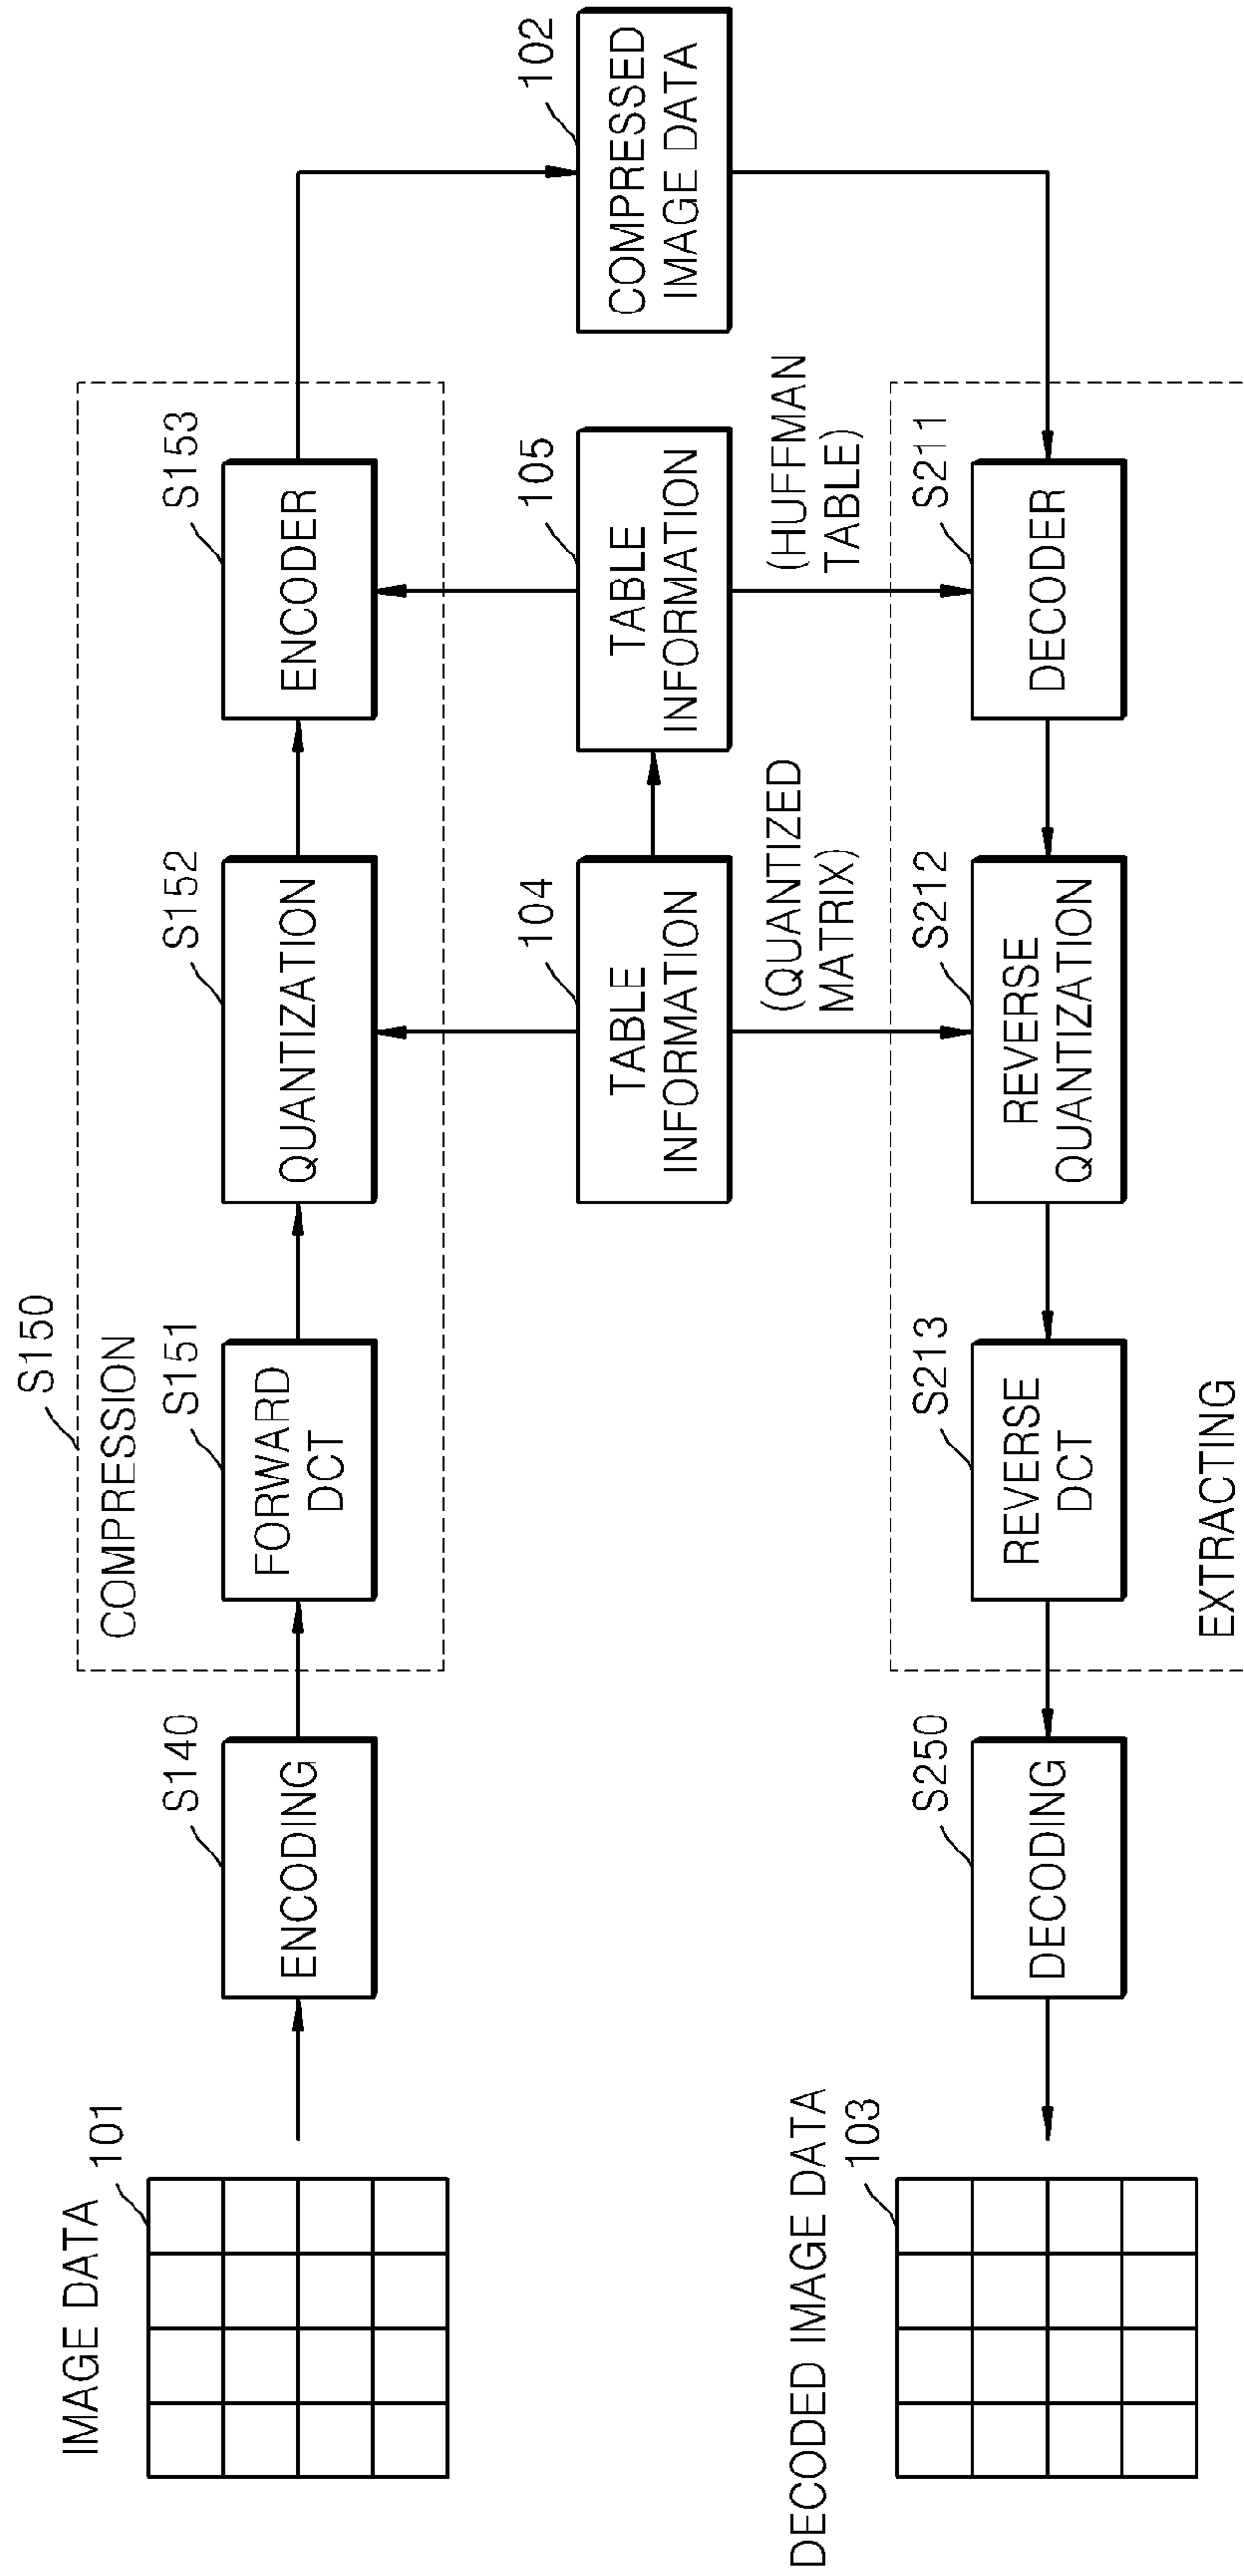 S150
COMPRESSION
IMAGE DATA
101
S140
ENCODING
S151
FORWARD
DCT
S152
QUANTIZATION
S153
ENCODER
104
TABLE
INFORMATION
105
TABLE
INFORMATION
102
COMPRESSED
IMAGE DATA
(QUANTIZED
MATRIX)
(HUFFMAN
TABLE)
DECODED IMAGE DATA
103
S250
DECODING
S213
REVERSE
DCT
S212
REVERSE
QUANTIZATION
S211
DECODER
EXTRACTING